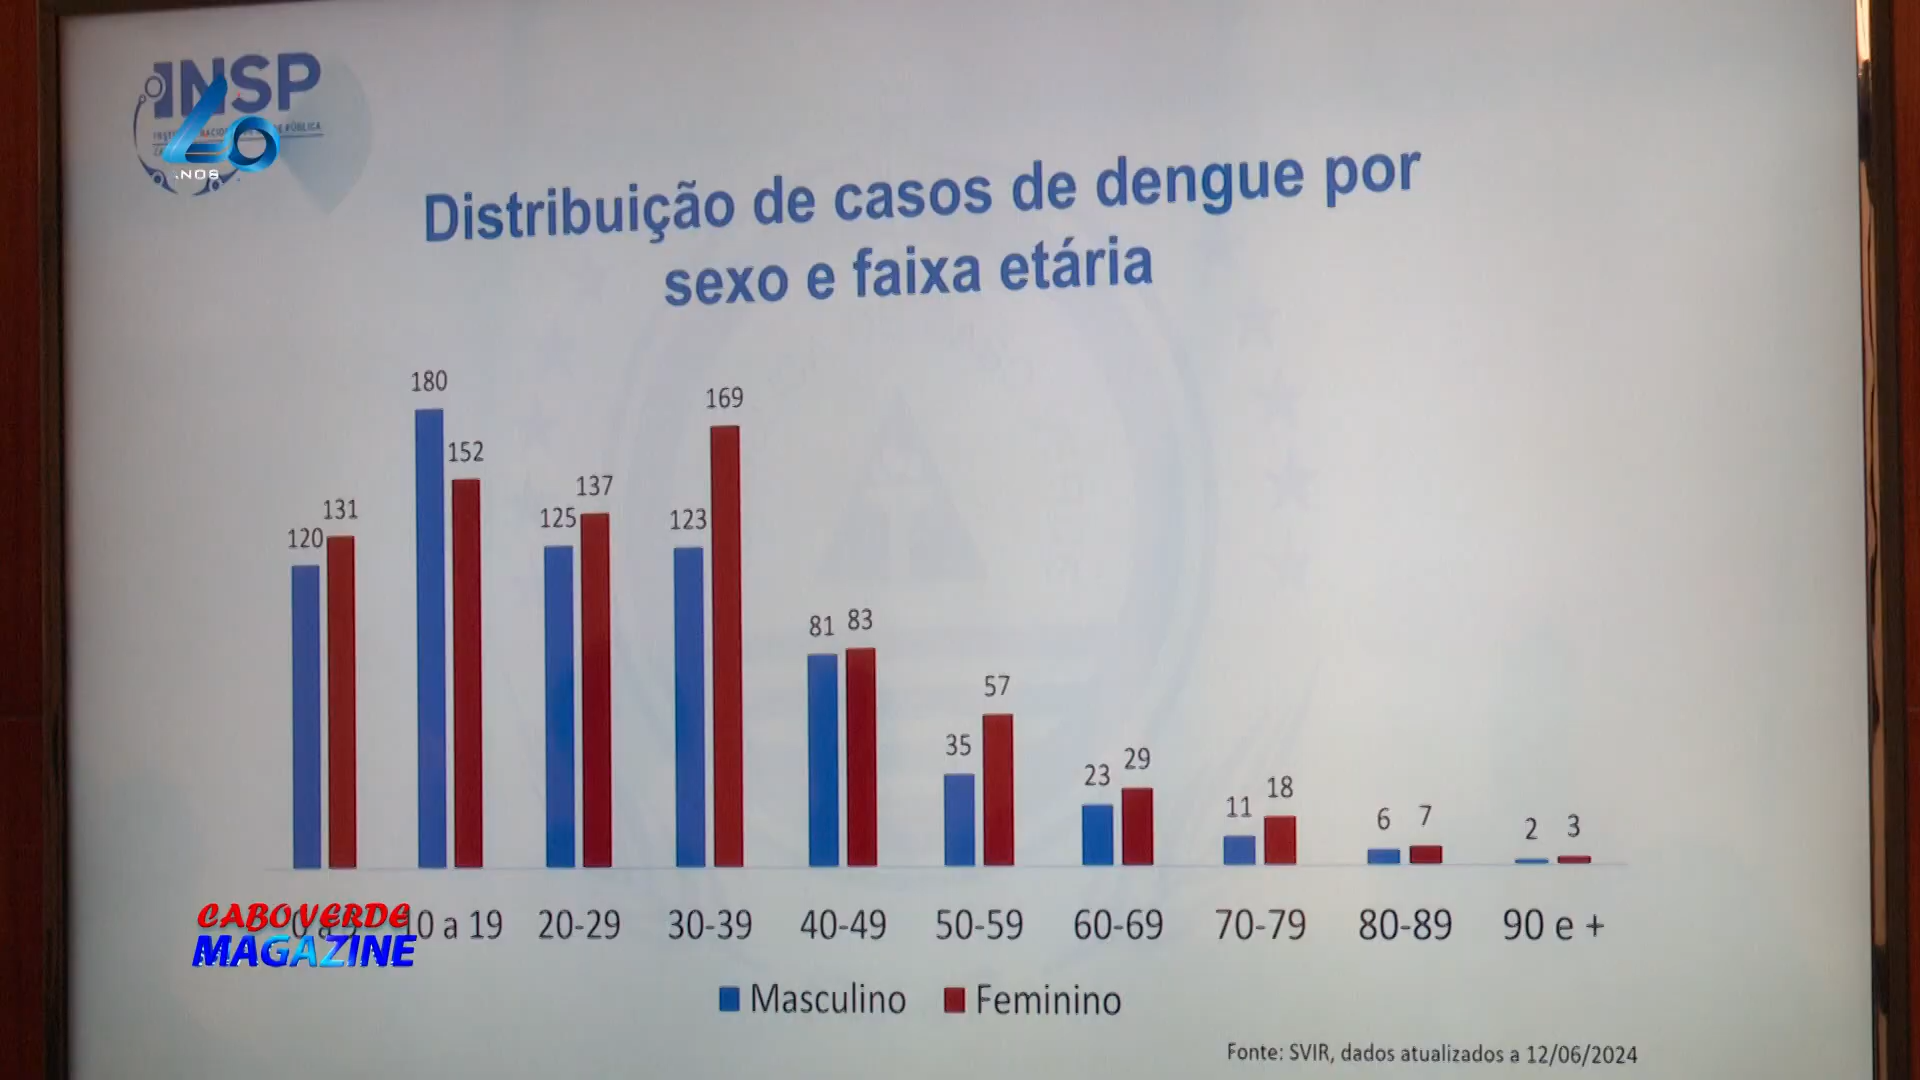 INSP
.NOS
Distribuição de casos de dengue por
sexo e faixa etária
120 131 180 152 125 137 123 169 81 83 35 57 23 29 11 18 6 7 2 3
0 a 10 a 19 20-29 30-39 40-49 50-59 60-69 70-79 80-89 90 e +
CABOVERDE
MAGAZINE
Masculino Feminino
Fonte: SVIR, dados atualizados a 12/06/2024